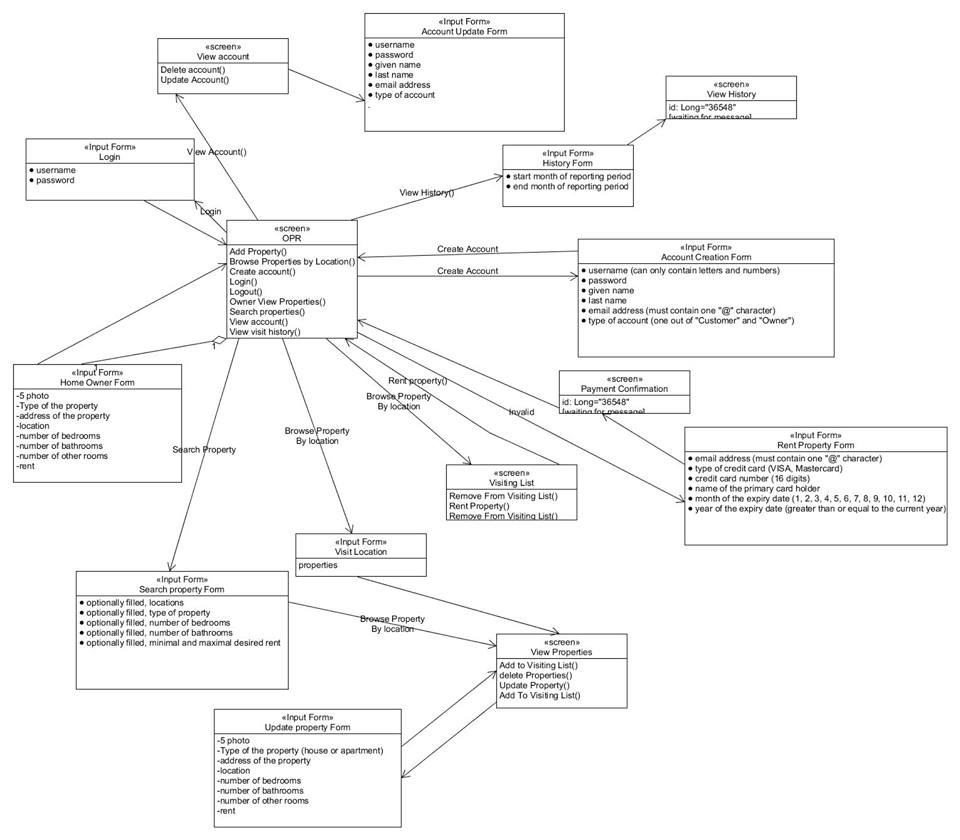 «screen»
View account
Delete account()
Update Account()
«Input Form»
Account Update Form
● username
● password
● given name
● last name
● email address
● type of account
«screen»
View History
id: Long="36548"
[waiting for message]
«Input Form»
Login
● username
● password
View Account()
Login
«Input Form»
History Form
● start month of reporting period
● end month of reporting period
View History()
«screen»
OPR
Add Property()
Browse Properties by Location()
Create account()
Login()
Logout()
Owner View Properties()
Search properties()
View account()
View visit history()
Create Account
Create Account
«Input Form»
Account Creation Form
● username (can only contain letters and numbers)
● password
● given name
● last name
● email address (must contain one "@" character)
● type of account (one out of "Customer" and "Owner")
1
1
«Input Form»
Home Owner Form
-5 photo
-Type of the property
-address of the property
-location
-number of bedrooms
-number of bathrooms
-number of other rooms
-rent
Rent property()
Browse Property
By location
Invalid
«screen»
Payment Confirmation
id: Long="36548"
[waiting for message]
Search Property
Browse Property
By location
«Input Form»
Rent Property Form
● email address (must contain one "@" character)
● type of credit card (VISA, Mastercard)
● credit card number (16 digits)
● name of the primary card holder
● month of the expiry date (1, 2, 3, 4, 5, 6, 7, 8, 9, 10, 11, 12)
● year of the expiry date (greater than or equal to the current year)
«screen»
Visiting List
Remove From Visiting List()
Rent Property()
Remove From Visiting List()
«Input Form»
Visit Location
properties
«Input Form»
Search property Form
● optionally filled, locations
● optionally filled, type of property
● optionally filled, number of bedrooms
● optionally filled, number of bathrooms
● optionally filled, minimal and maximal desired rent
Browse Property
By location
«screen»
View Properties
Add to Visiting List()
delete Properties()
Update Property()
Add To Visiting List()
«Input Form»
Update property Form
-5 photo
-Type of the property (house or apartment)
-address of the property
-location
-number of bedrooms
-number of bathrooms
-number of other rooms
-rent